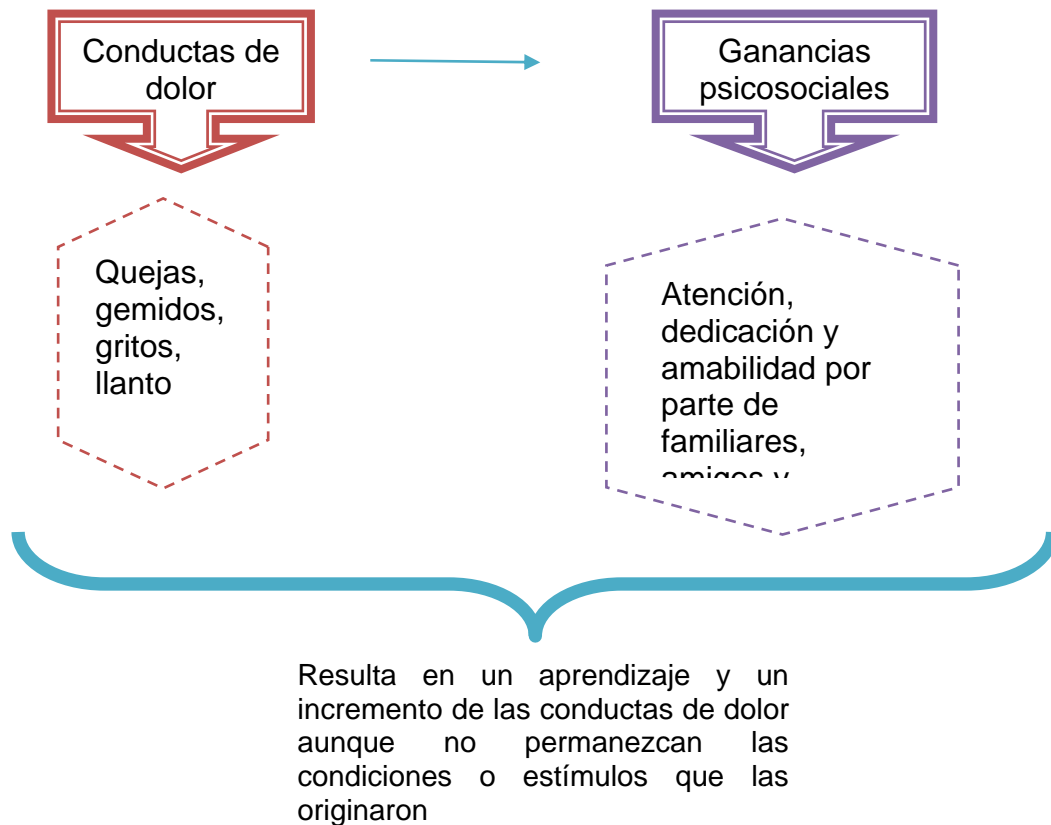 Conductas de
dolor
Ganancias
psicosociales
Quejas,
gemidos,
gritos,
llanto
Atención,
dedicación y
amabilidad por
parte de
familiares,
amigos y
Resulta en un aprendizaje y un
incremento de las conductas de dolor
aunque no permanezcan las
condiciones o estímulos que las
originaron